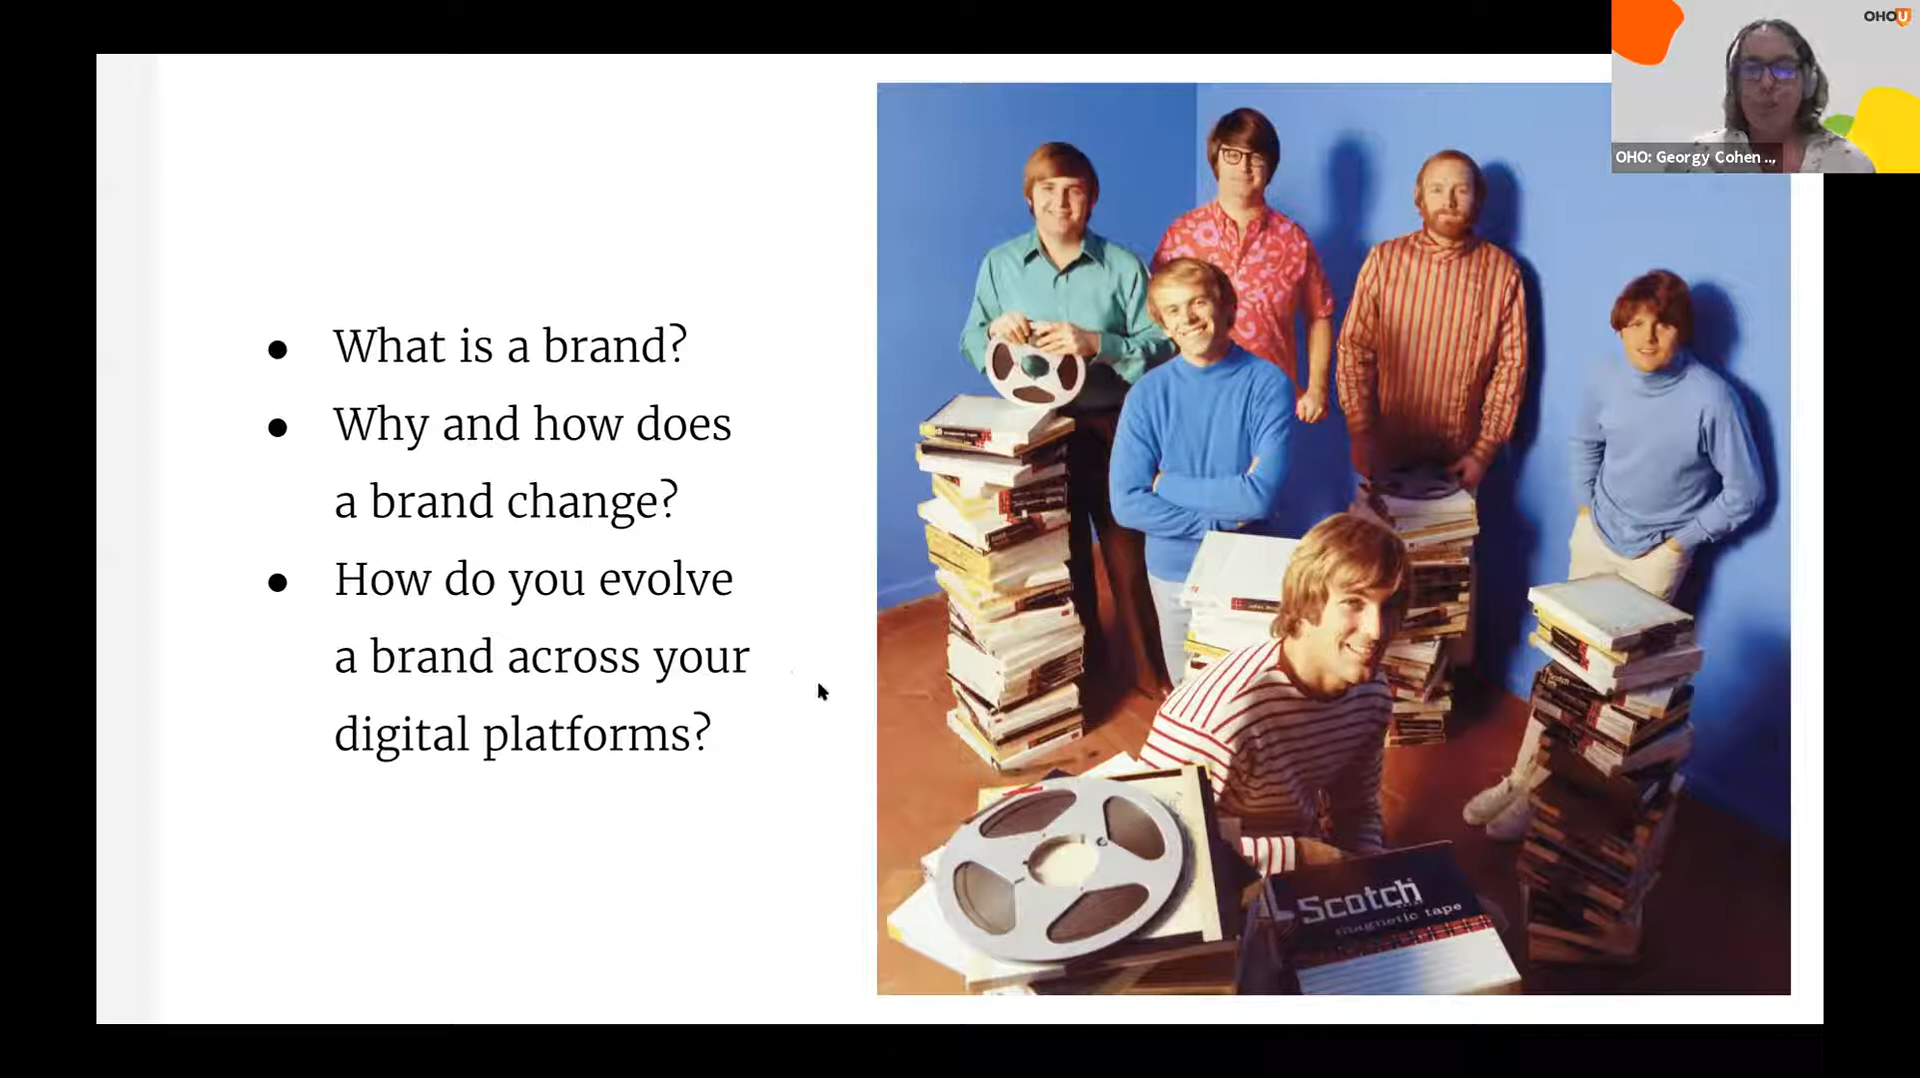 OHO U
OHO: Georgy Cohen ...
● What is a brand?
● Why and how does
a brand change?
● How do you evolve
a brand across your
digital platforms?
Scotch
magnetic tape